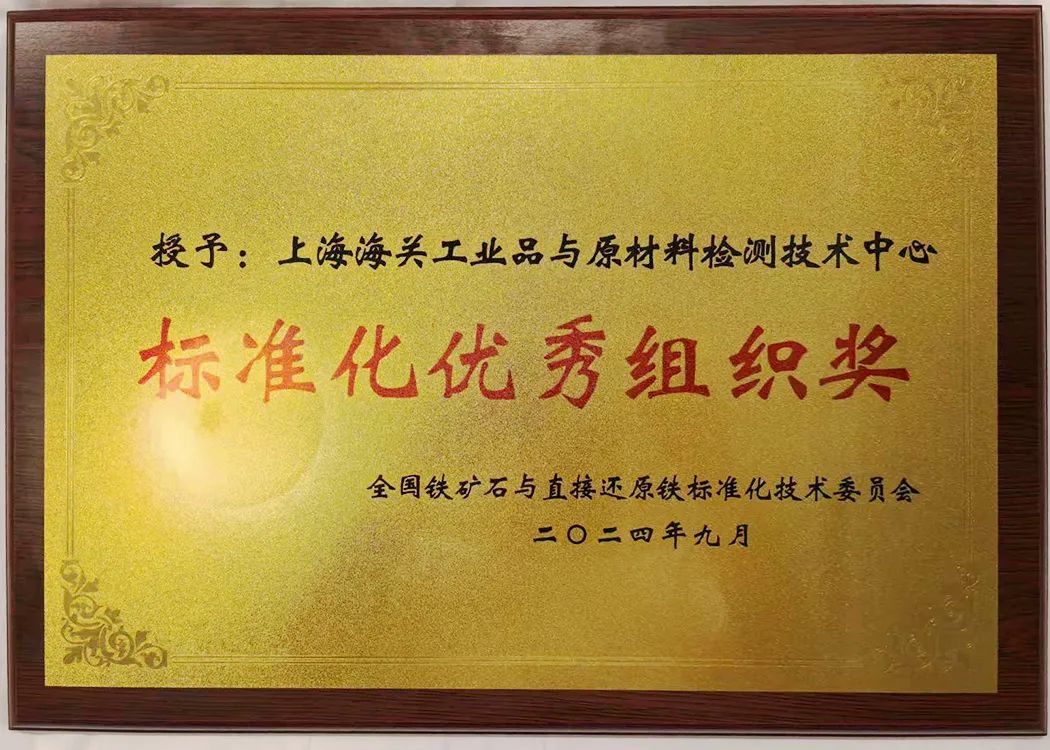 授予：上海海关工业品与原材料检测技术中心
标准化优秀组织奖
全国铁矿石与直接还原铁标准化技术委员会
二〇二四年九月